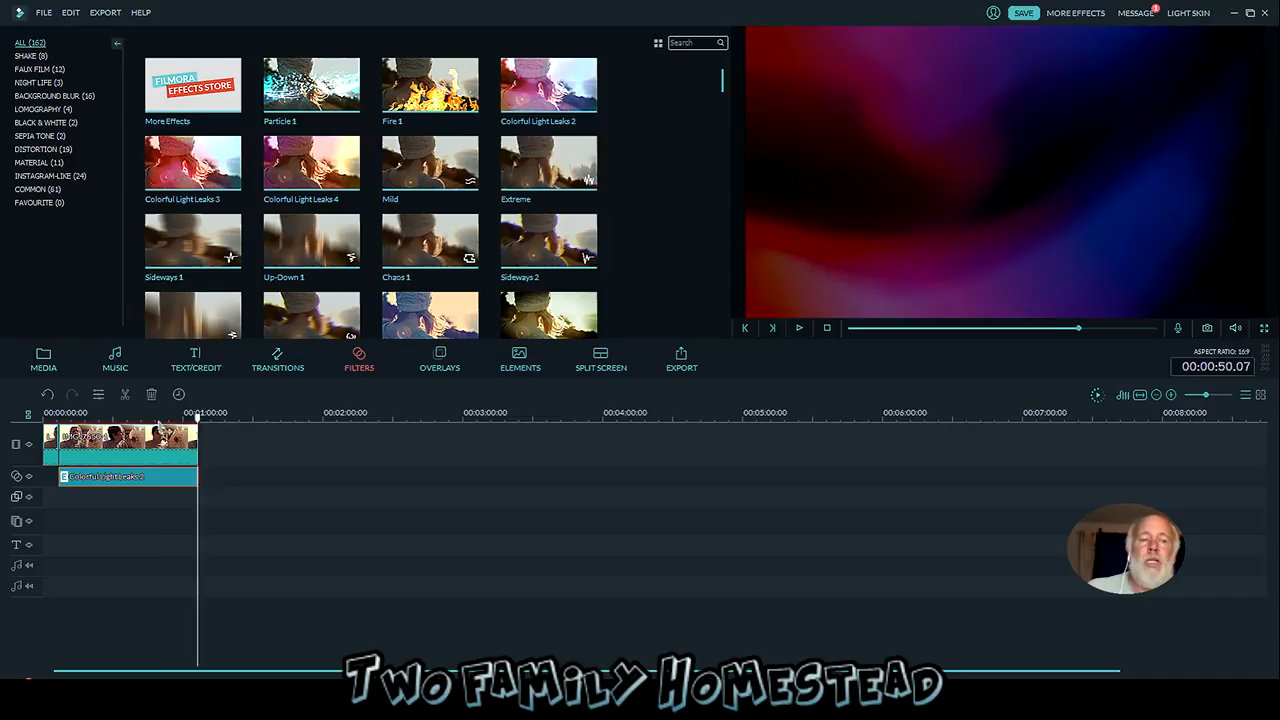 FILE EDIT EXPORT HELP
SAVE MORE EFFECTS MESSAGE 1 LIGHT SKIN
ALL (162)
SHAKE (8)
FAUX FILM (12)
NIGHT LIFE (3)
BACKGROUND BLUR (16)
LOMOGRAPHY (4)
BLACK & WHITE (2)
SEPIA TONE (2)
DISTORTION (19)
MATERIAL (11)
INSTAGRAM-LIKE (24)
COMMON (61)
FAVOURITE (0)
Search
FILMORA
EFFECTS STORE
More Effects Particle 1 Fire 1 Colorful Light Leaks 2
Colorful Light Leaks 3 Colorful Light Leaks 4 Mild Extreme
Sideways 1 Up-Down 1 Chaos 1 Sideways 2
ASPECT RATIO: 16:9
00:00:50.07
MEDIA MUSIC TEXT/CREDIT TRANSITIONS FILTERS OVERLAYS ELEMENTS SPLIT SCREEN EXPORT
00:00:00:00 00:01:00:00 00:02:00:00 00:03:00:00 00:04:00:00 00:05:00:00 00:06:00:00 00:07:00:00 00:08:00:00
E Colorful Light Leaks 2
TWO FAMILY HOMESTEAD